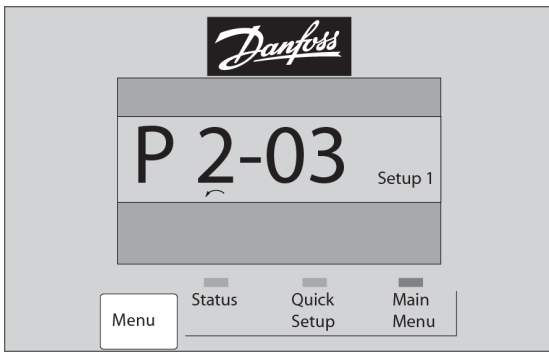 Danfoss
P 2-03
Setup 1
Status
Quick
Setup
Main
Menu
Menu